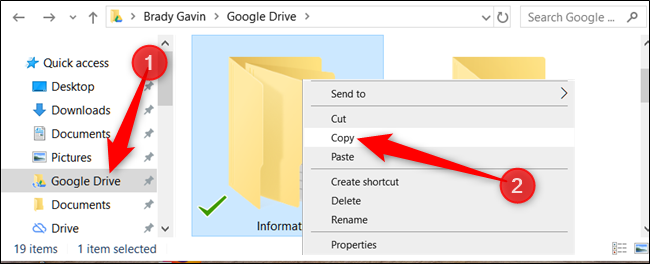 Brady Gavin > Google Drive >
Search Google Dr
Quick access
1
Desktop
Downloads
Documents
Pictures
Google Drive
Documents
Drive
Informat
Send to
Cut
Copy
Paste
2
Create shortcut
Delete
Rename
Properties
19 items
1 item selected